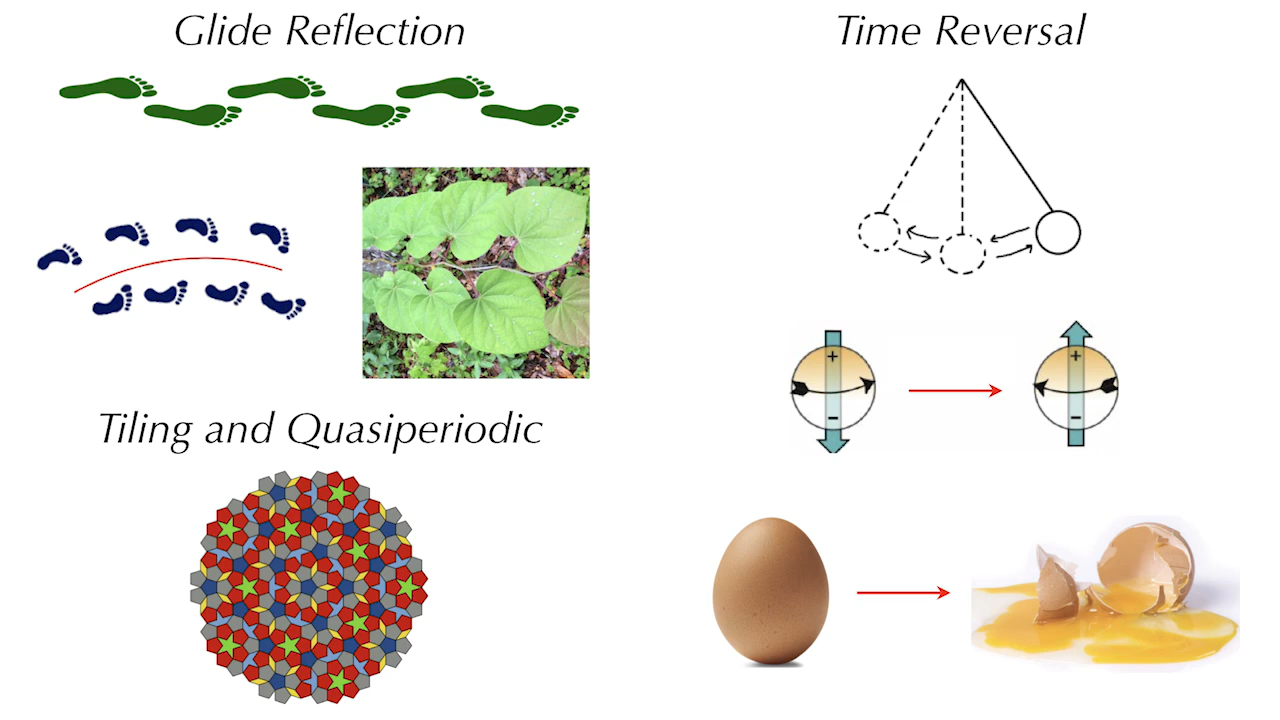 Glide Reflection
Time Reversal
+
−
+
−
Tiling and Quasiperiodic